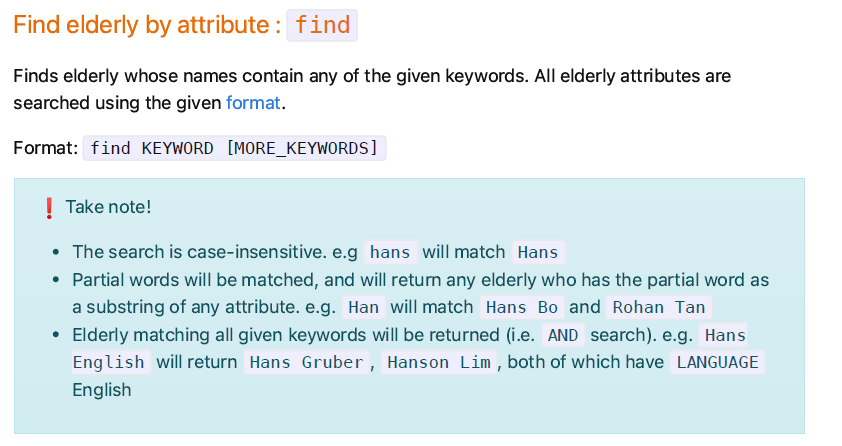 Find elderly by attribute : find
Finds elderly whose names contain any of the given keywords. All elderly attributes are
searched using the given format.
Format: find KEYWORD [MORE_KEYWORDS]
❗ Take note!
• The search is case-insensitive. e.g hans will match Hans
• Partial words will be matched, and will return any elderly who has the partial word as
a substring of any attribute. e.g. Han will match Hans Bo and Rohan Tan
• Elderly matching all given keywords will be returned (i.e. AND search). e.g. Hans
English will return Hans Gruber , Hanson Lim , both of which have LANGUAGE
English